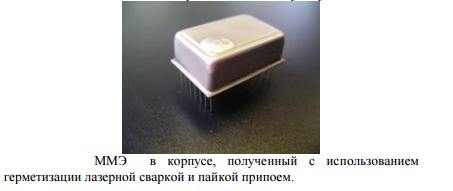 ММЭ в корпусе, полученный с использованием
герметизации лазерной сваркой и пайкой припоем.